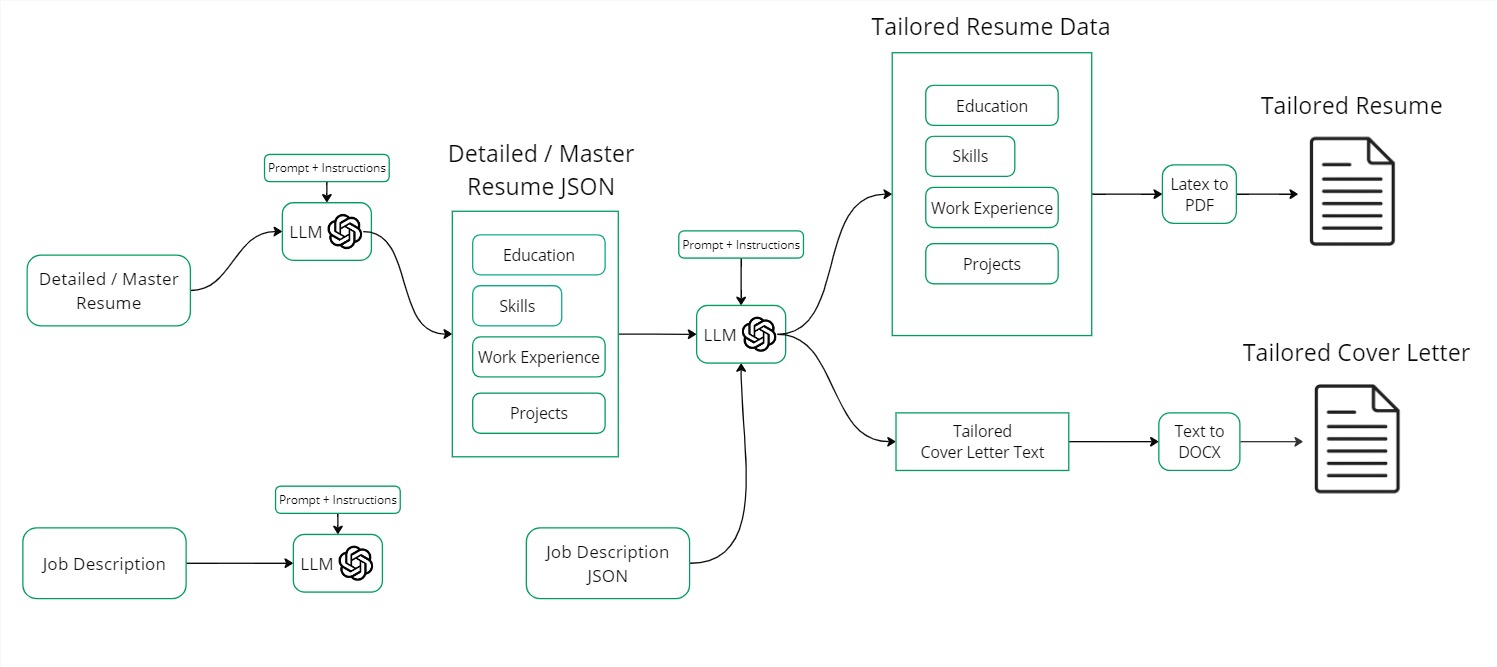 Tailored Resume Data
Education
Skills
Work Experience
Projects
Tailored Resume
Latex to
PDF
Prompt + Instructions
LLM
Detailed / Master
Resume
Detailed / Master
Resume JSON
Education
Skills
Work Experience
Projects
Prompt + Instructions
LLM
Tailored Cover Letter
Tailored
Cover Letter Text
Text to
DOCX
Prompt + Instructions
Job Description
LLM
Job Description
JSON